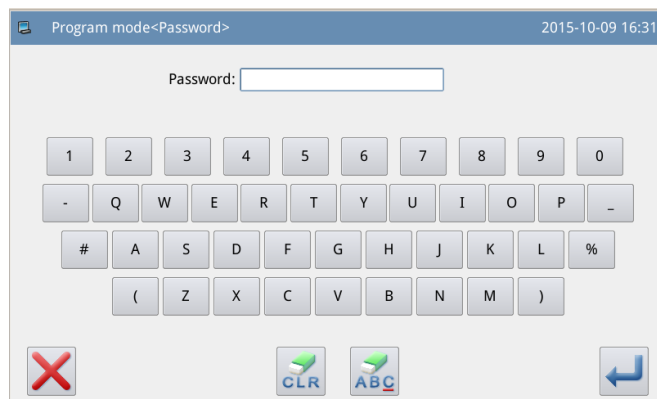 Program mode<Password> 2015-10-09 16:31
Password:
1 2 3 4 5 6 7 8 9 0
- Q W E R T Y U I O P _
# A S D F G H J K L %
( Z X C V B N M )
CLR ABC